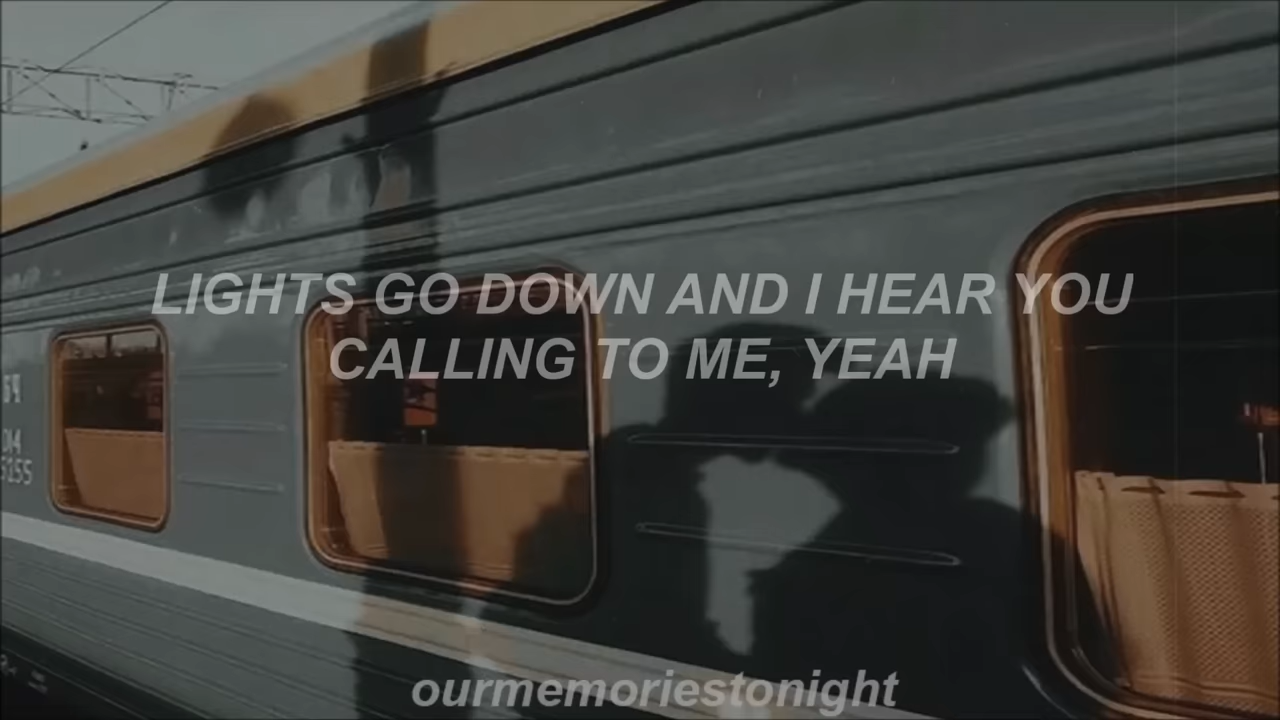 LIGHTS GO DOWN AND I HEAR YOU
CALLING TO ME, YEAH
ourmemoriestonight